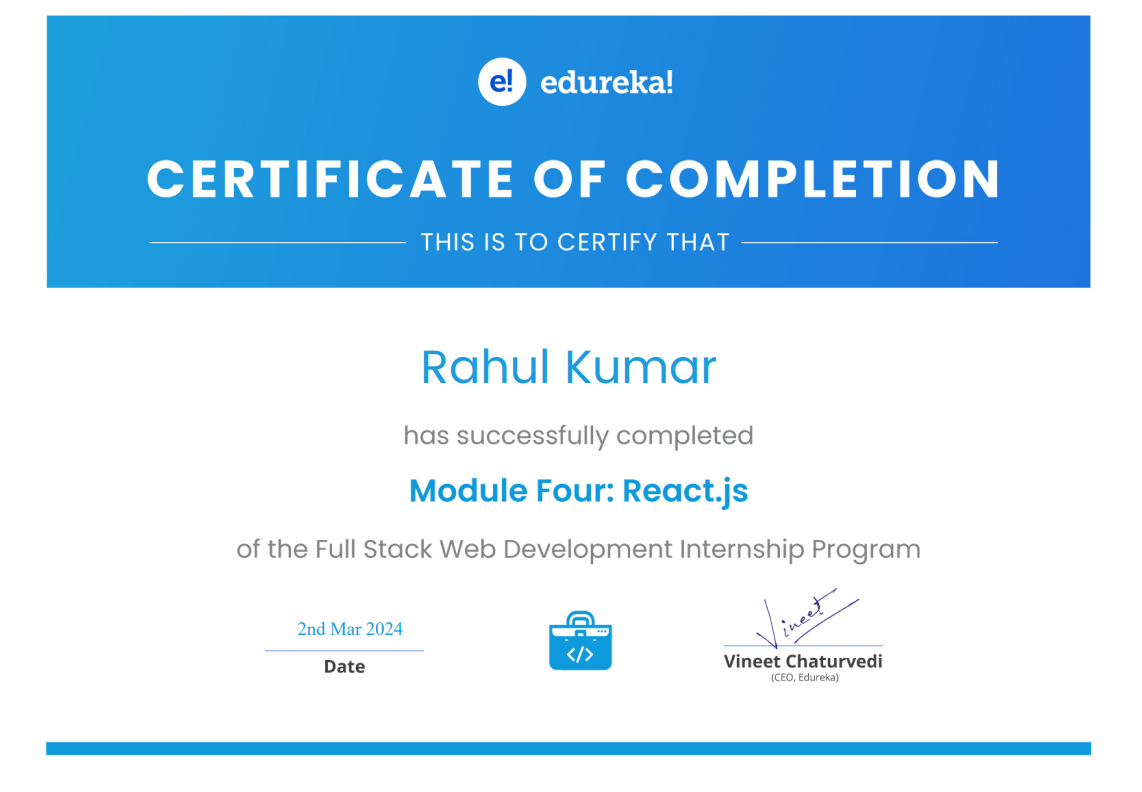 e! edureka!
CERTIFICATE OF COMPLETION
THIS IS TO CERTIFY THAT
Rahul Kumar
has successfully completed
Module Four: React.js
of the Full Stack Web Development Internship Program
2nd Mar 2024
Date
</>
Vineet
Vineet Chaturvedi
(CEO, Edureka)